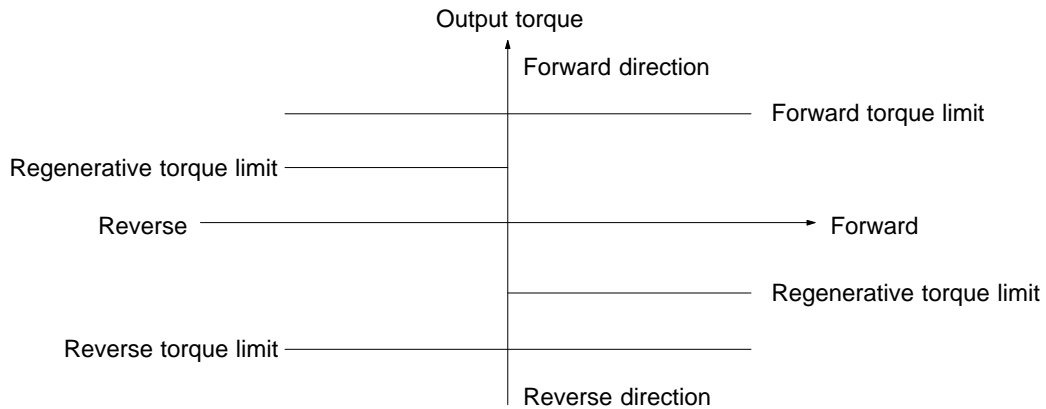 Output torque
Forward direction
Forward torque limit
Regenerative torque limit
Reverse
Forward
Regenerative torque limit
Reverse torque limit
Reverse direction